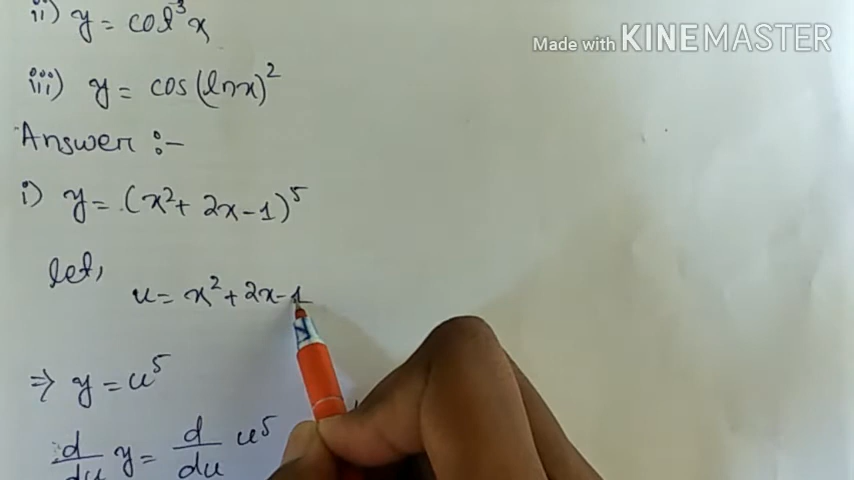 ii) y = cot³x
Made with KINEMASTER
iii) y = cos(lnx)²
Answer :-
i) y = (x² + 2x - 1)⁵
let,
u = x² + 2x - 1
⇒ y = u⁵
d/du y = d/du u⁵